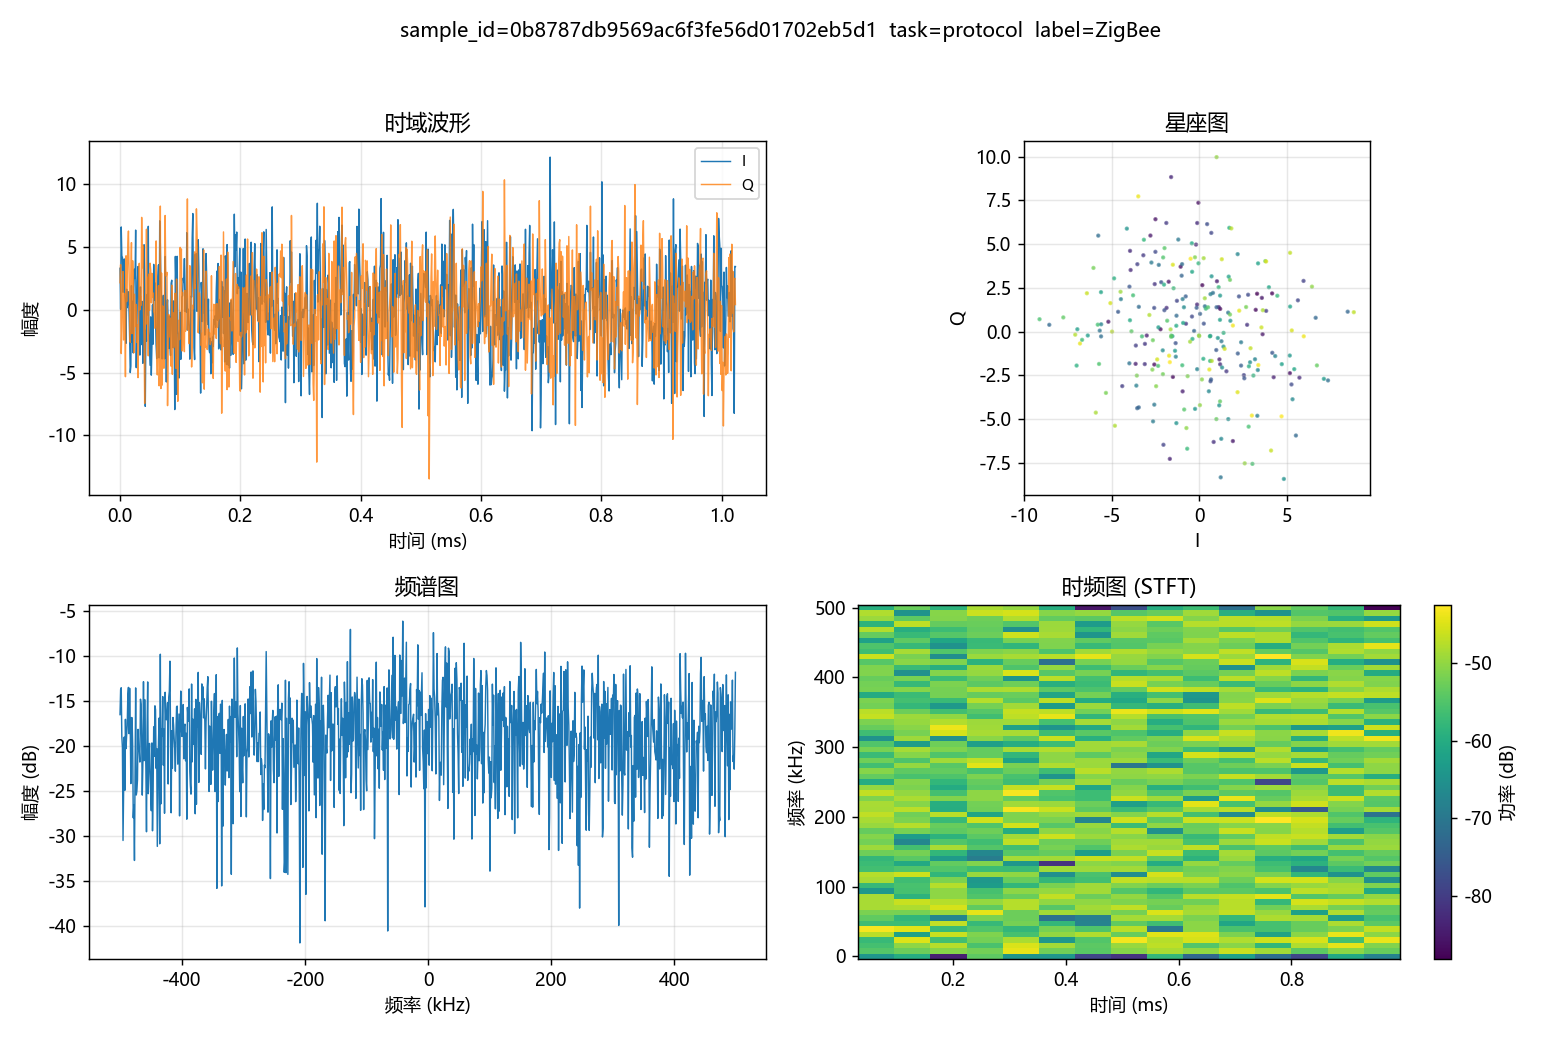 sample_id=0b8787db9569ac6f3fe56d01702eb5d1 task=protocol label=ZigBee
时域波形
I
Q
幅度
10
5
0
-5
-10
0.0 0.2 0.4 0.6 0.8 1.0
时间 (ms)
星座图
Q
10.0
7.5
5.0
2.5
0.0
-2.5
-5.0
-7.5
-10 -5 0 5
I
频谱图
幅度 (dB)
-5
-10
-15
-20
-25
-30
-35
-40
-400 -200 0 200 400
频率 (kHz)
时频图 (STFT)
频率 (kHz)
500
400
300
200
100
0
0.2 0.4 0.6 0.8
时间 (ms)
-50
-60
-70
-80
功率 (dB)